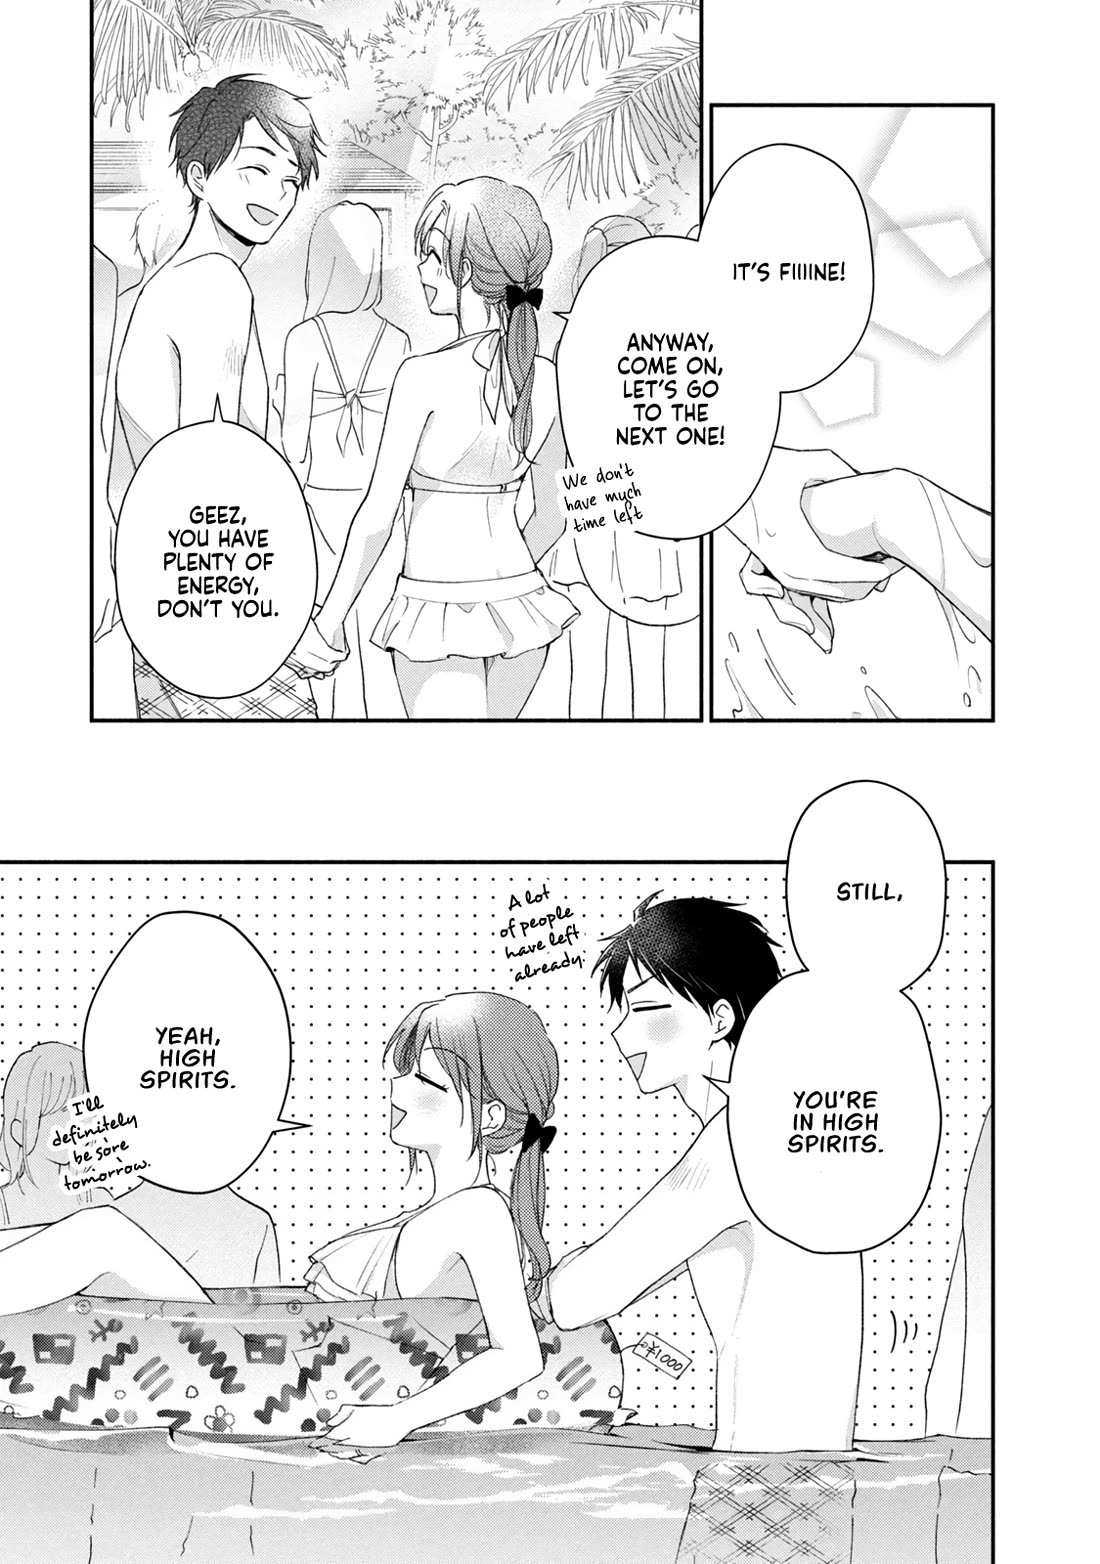 IT'S FIIIINE!
ANYWAY,
COME ON,
LET'S GO
TO THE
NEXT ONE!
We don't
have much
time left
GEEZ,
YOU HAVE
PLENTY OF
ENERGY,
DON'T YOU.
STILL,
YOU'RE
IN HIGH
SPIRITS.
A lot
of people
have left
already.
YEAH,
HIGH
SPIRITS.
I'll
definitely
be sore
tomorrow.
¥1000